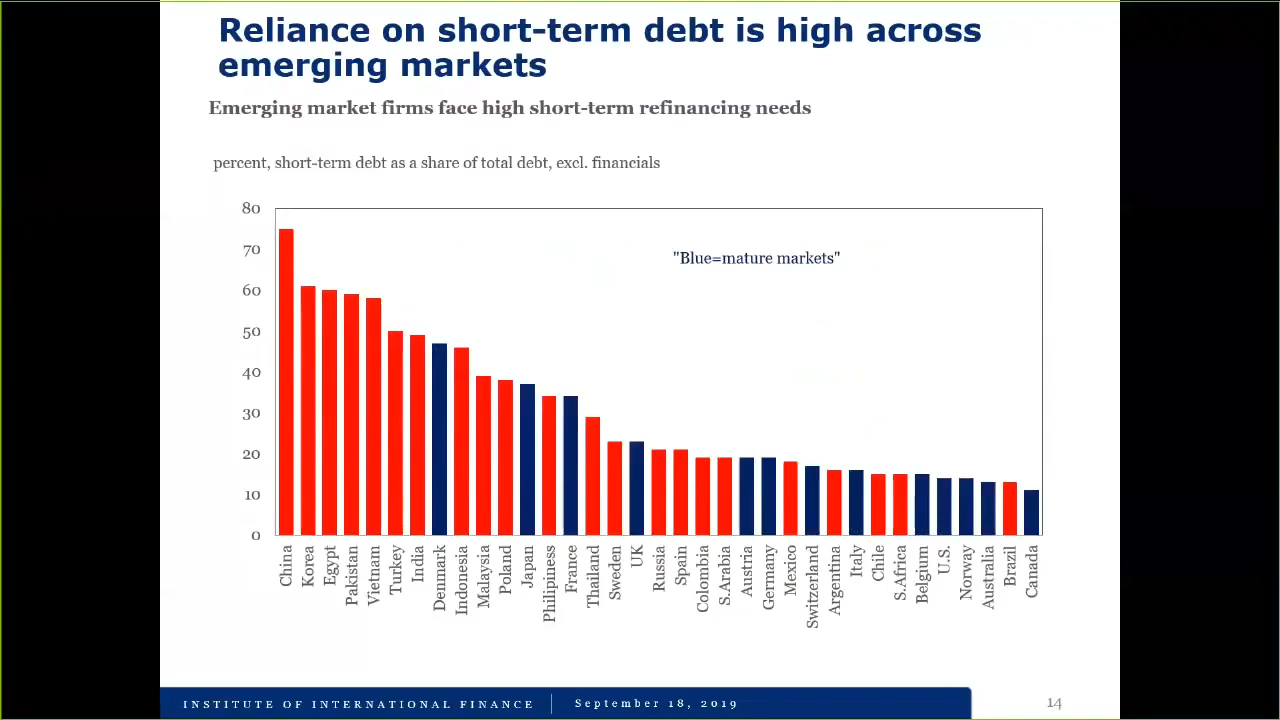 Reliance on short-term debt is high across
emerging markets
Emerging market firms face high short-term refinancing needs
percent, short-term debt as a share of total debt, excl. financials
80
70
60
50
40
30
20
10
0
"Blue=mature markets"
China
Korea
Egypt
Pakistan
Vietnam
Turkey
India
Denmark
Indonesia
Malaysia
Poland
Japan
Philipiness
France
Thailand
Sweden
UK
Russia
Spain
Colombia
S.Arabia
Austria
Germany
Mexico
Switzerland
Argentina
Italy
Chile
S.Africa
Belgium
U.S.
Norway
Australia
Brazil
Canada
INSTITUTE OF INTERNATIONAL FINANCE
September 18, 2019
14